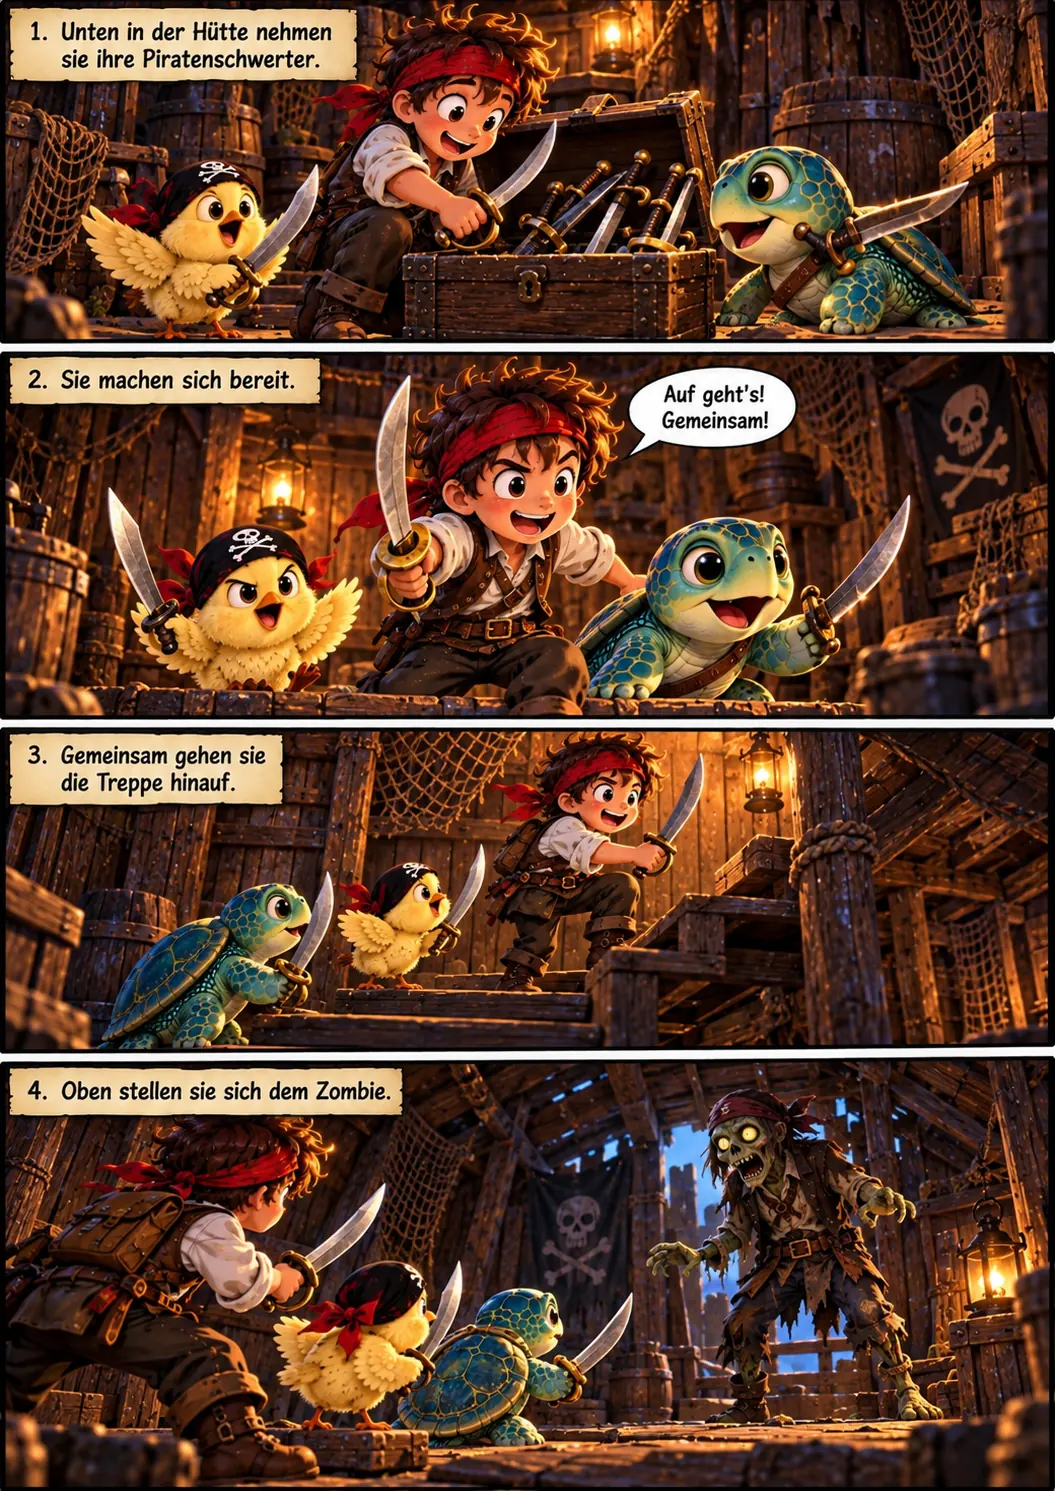 1. Unten in der Hütte nehmen
sie ihre Piratenschwerter.
2. Sie machen sich bereit.
Auf geht's!
Gemeinsam!
3. Gemeinsam gehen sie
die Treppe hinauf.
4. Oben stellen sie sich dem Zombie.